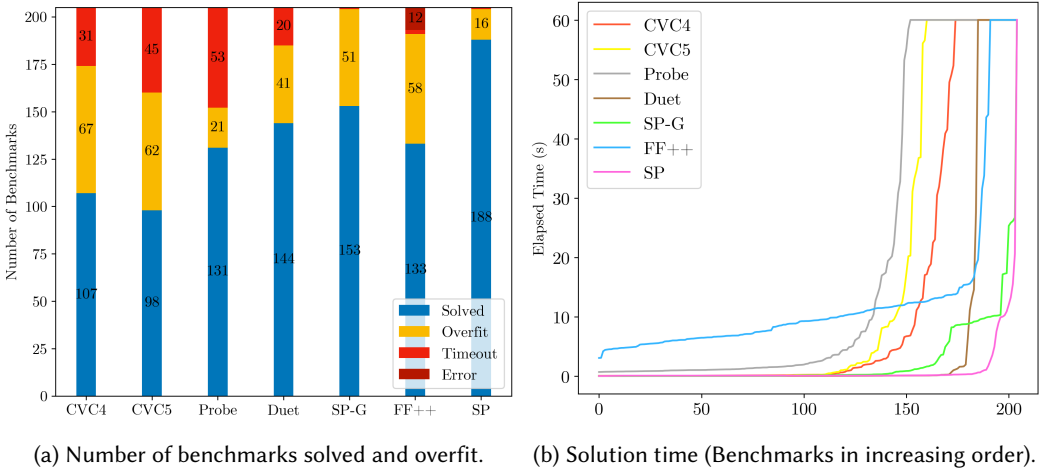 200
175
150
125
100
75
50
25
0
Number of Benchmarks
31
67
107
45
62
98
53
21
131
20
41
144
51
153
12
58
133
16
188
Solved
Overfit
Timeout
Error
CVC4 CVC5 Probe Duet SP-G FF++ SP
(a) Number of benchmarks solved and overfit.
60
50
40
30
20
10
0
Elapsed Time (s)
CVC4
CVC5
Probe
Duet
SP-G
FF++
SP
0 50 100 150 200
(b) Solution time (Benchmarks in increasing order).